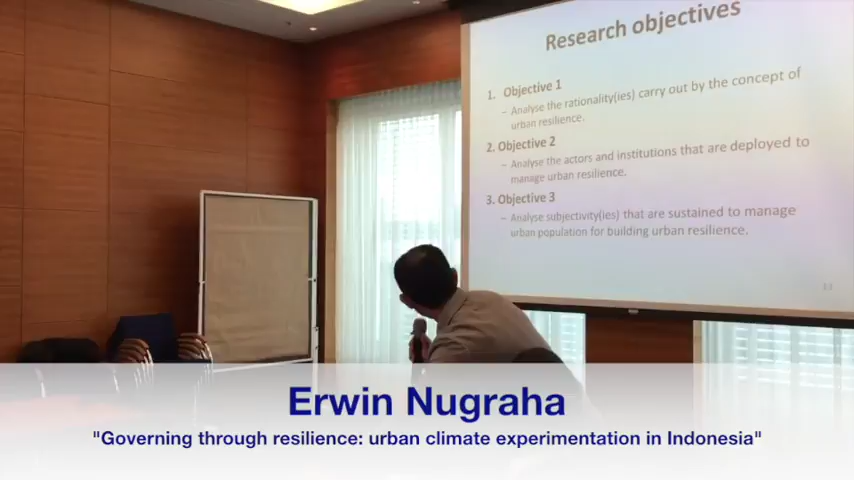 Research objectives
1. Objective 1
– Analyse the rationality(ies) carry out by the concept of
urban resilience.
2. Objective 2
– Analyse the actors and institutions that are deployed to
manage urban resilience.
3. Objective 3
– Analyse subjectivity(ies) that are sustained to manage
urban population for building urban resilience.
Erwin Nugraha
"Governing through resilience: urban climate experimentation in Indonesia"